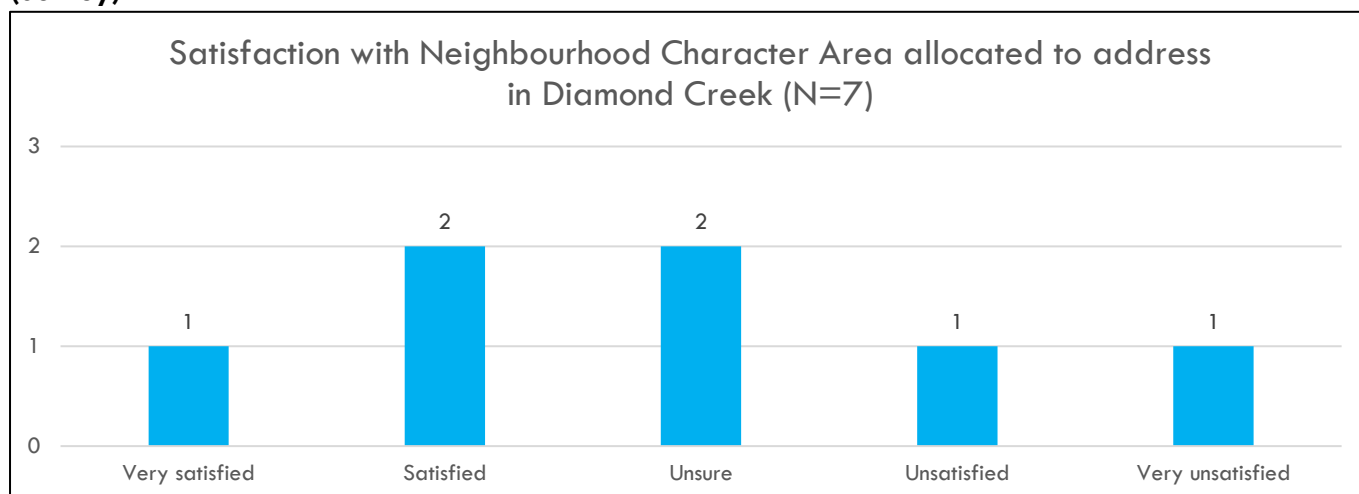 Satisfaction with Neighbourhood Character Area allocated to address
in Diamond Creek (N=7)
3
2
1
0
1
2
2
1
1
Very satisfied
Satisfied
Unsure
Unsatisfied
Very unsatisfied